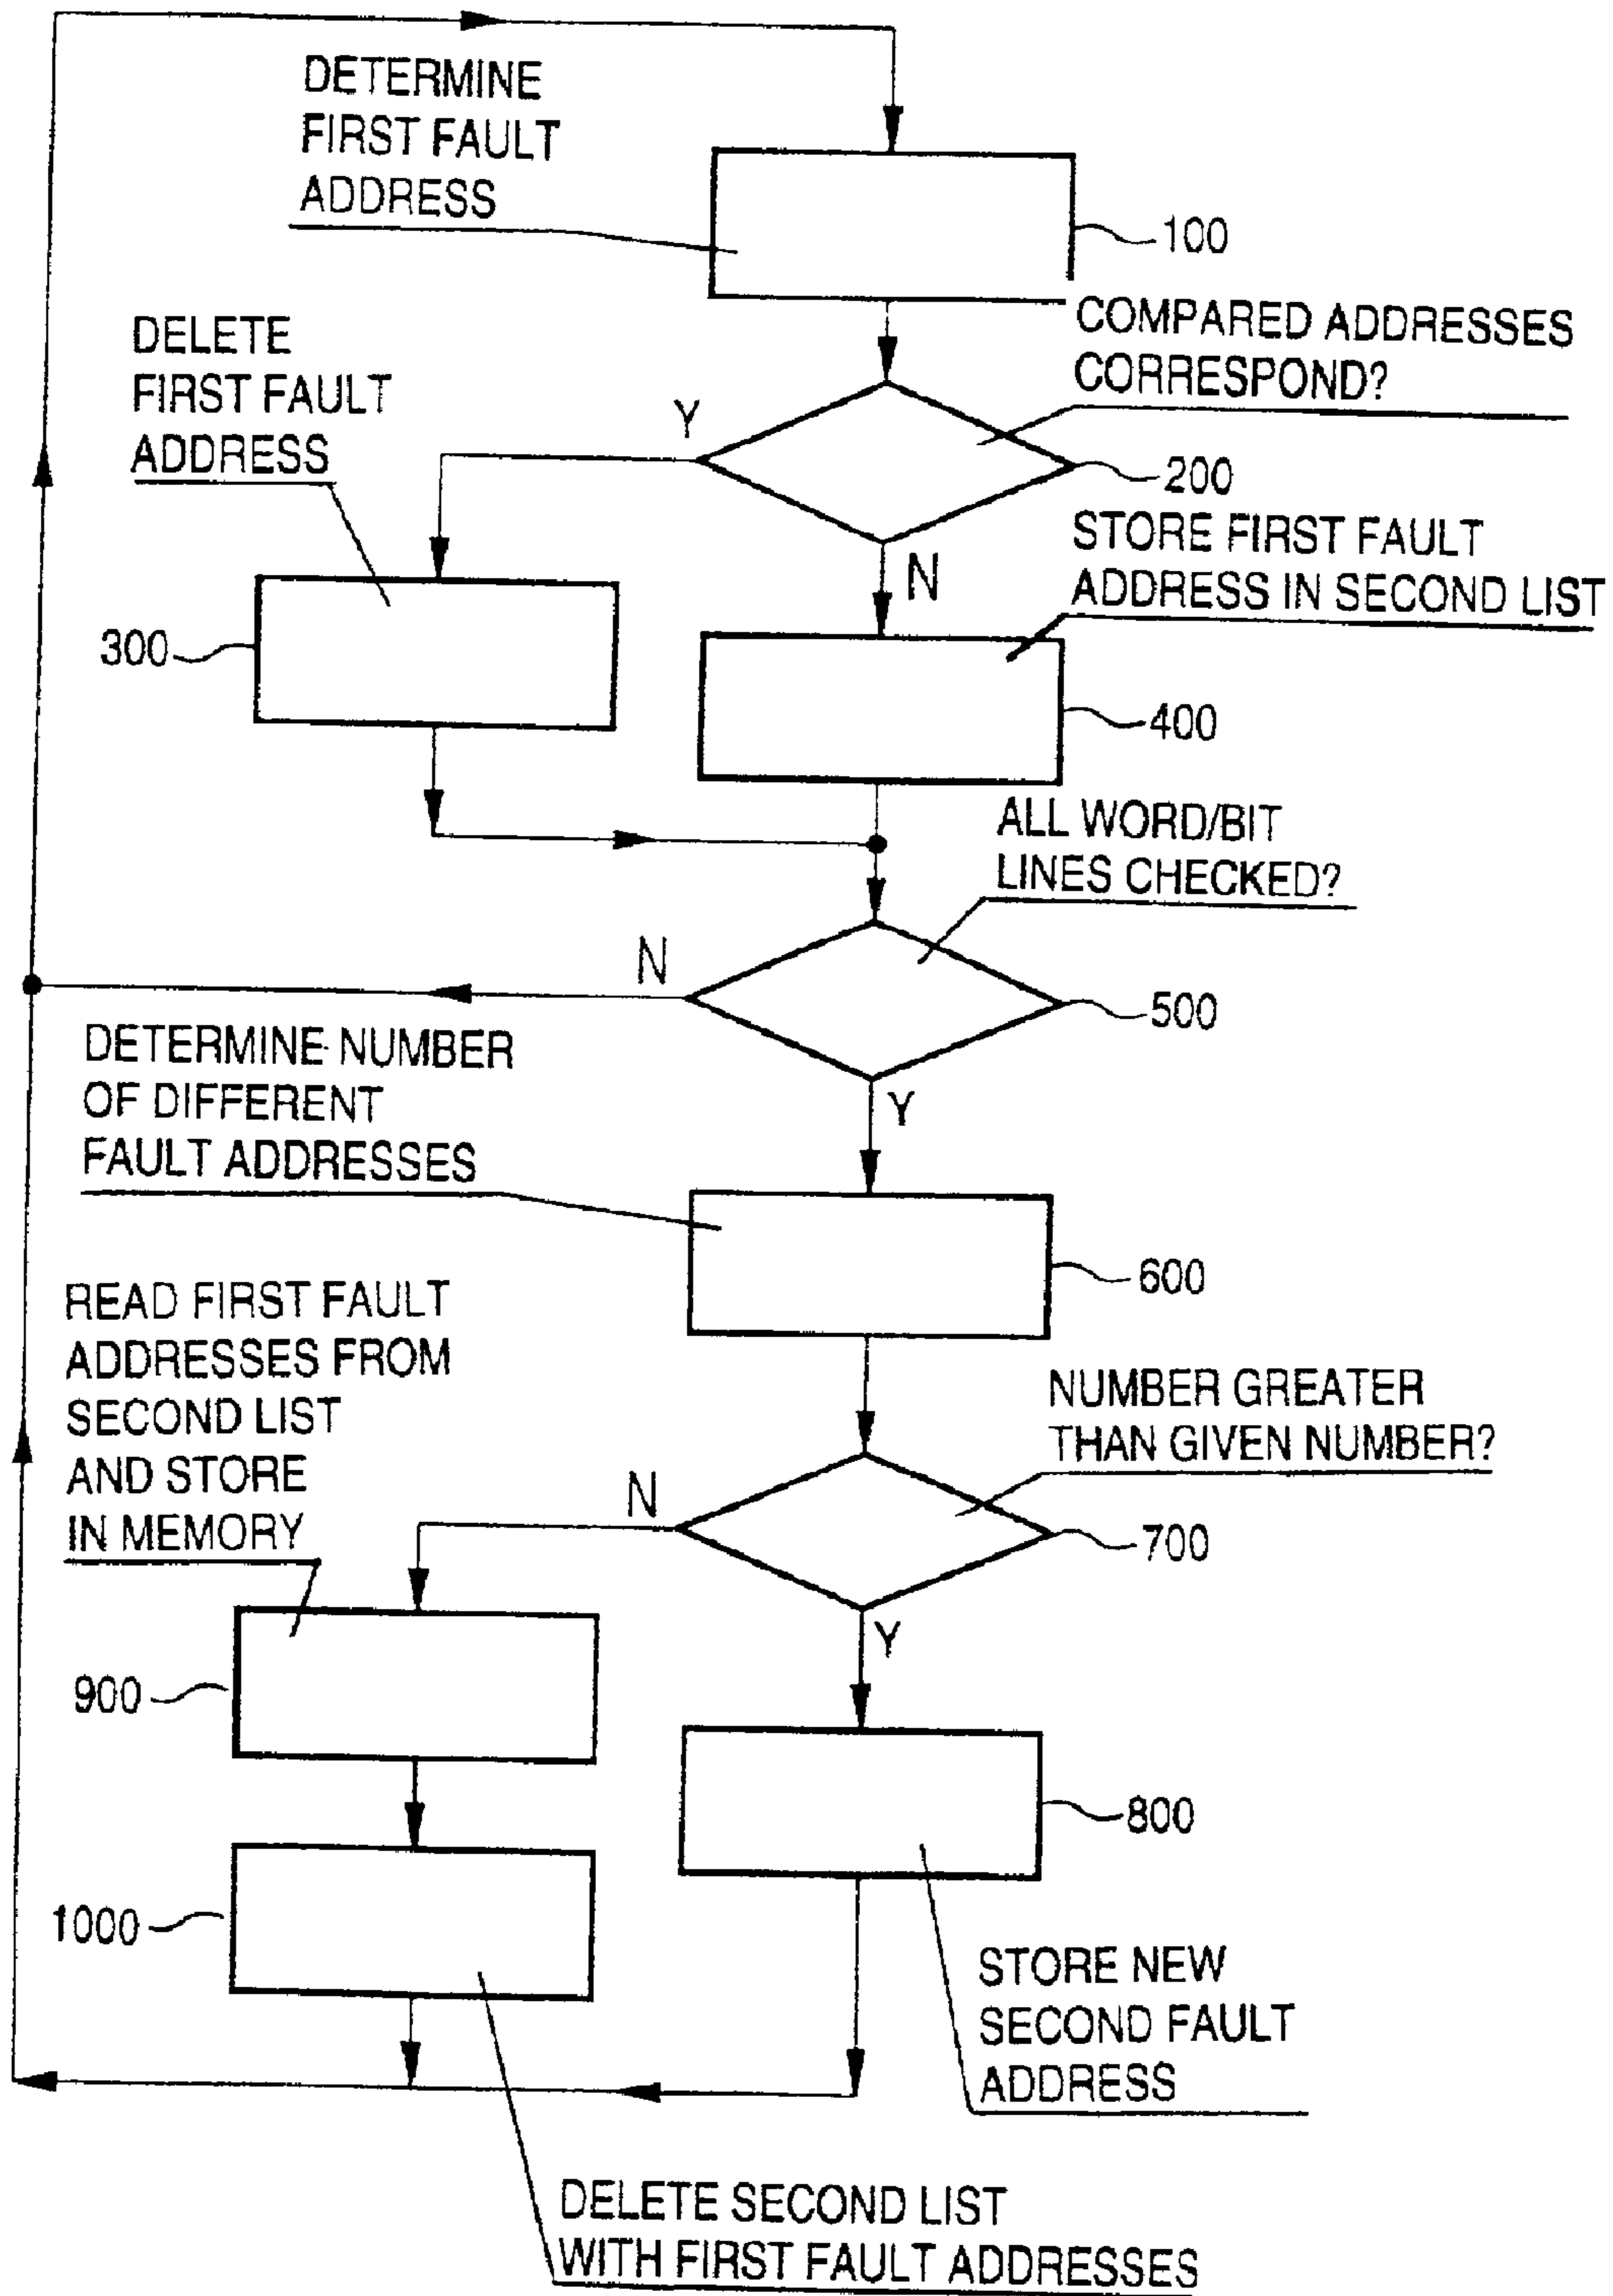 DETERMINE
FIRST FAULT
ADDRESS
100
COMPARED ADDRESSES
CORRESPOND?
DELETE
FIRST FAULT
ADDRESS
Y
200
STORE FIRST FAULT
ADDRESS IN SECOND LIST
N
300
400
ALL WORD/BIT
LINES CHECKED?
N
500
DETERMINE NUMBER
OF DIFFERENT
FAULT ADDRESSES
Y
600
READ FIRST FAULT
ADDRESSES FROM
SECOND LIST
AND STORE
IN MEMORY
NUMBER GREATER
THAN GIVEN NUMBER?
N
700
Y
900
800
1000
STORE NEW
SECOND FAULT
ADDRESS
DELETE SECOND LIST
WITH FIRST FAULT ADDRESSES